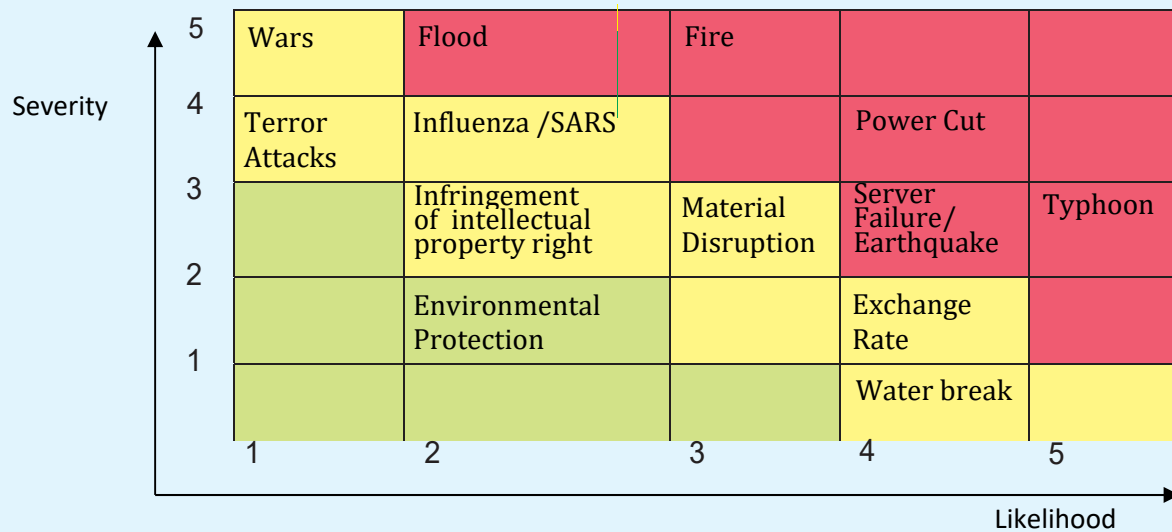 5
Wars
Flood
Fire
Severity
4
Terror
Attacks
Influenza /SARS
Power Cut
3
Infringement
of intellectual
property right
Material
Disruption
Server
Failure/
Earthquake
Typhoon
2
Environmental
Protection
Exchange
Rate
1
Water break
1
2
3
4
5
Likelihood